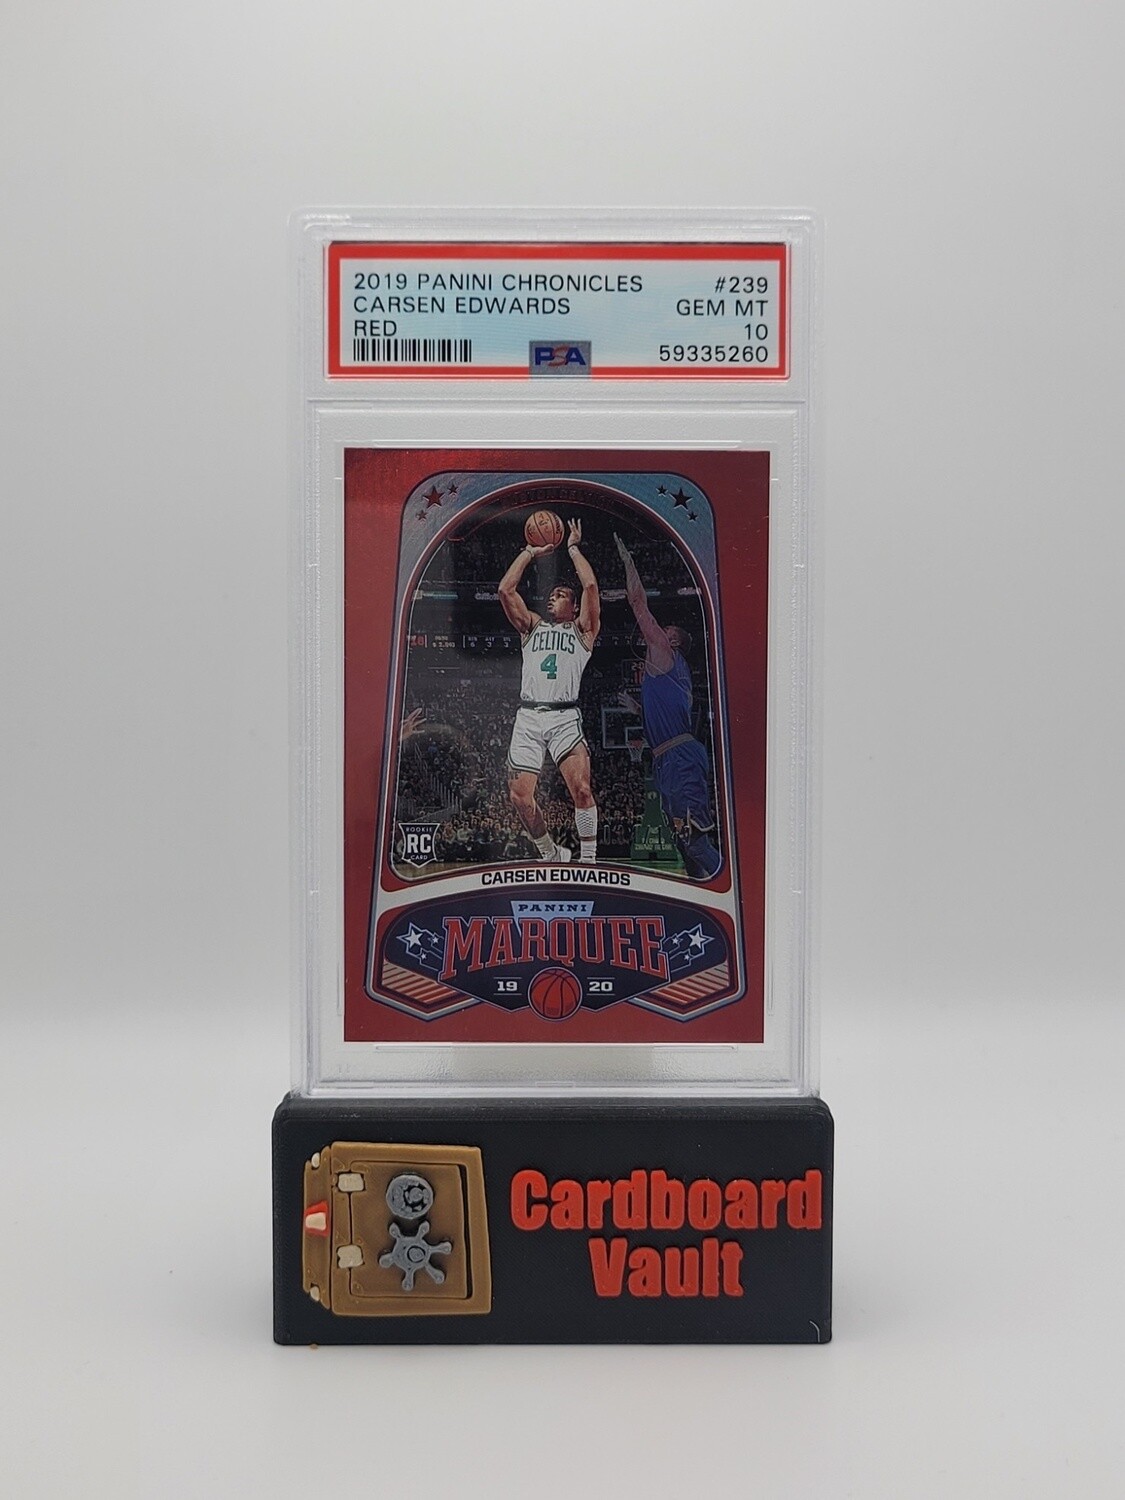 2019 PANINI CHRONICLES #239
CARSEN EDWARDS GEM MT
RED 10
PSA 59335260
CELTICS
4
ROOKIE
RC
CARD
CARSEN EDWARDS
PANINI
MARQUEE
19 20
Cardboard
Vault